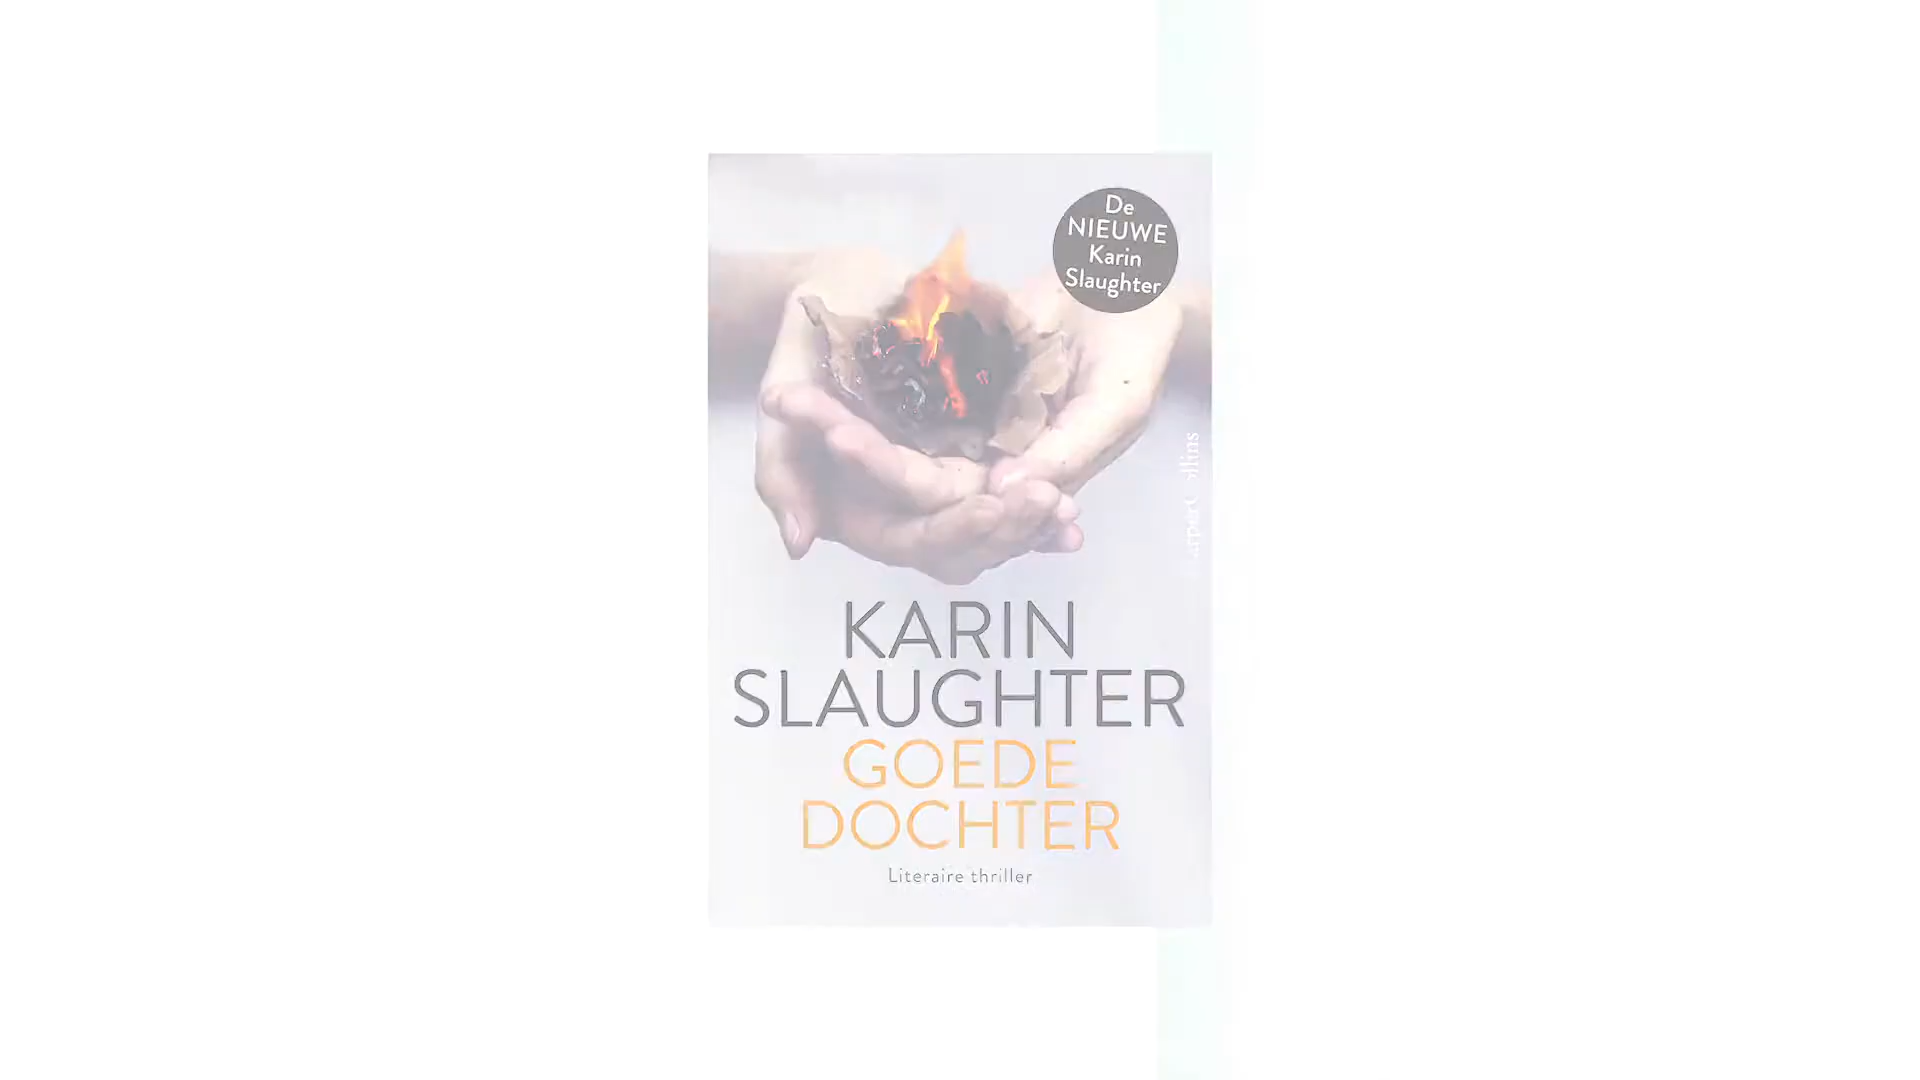 De
NIEUWE
Karin
Slaughter
KARIN
SLAUGHTER
GOEDE
DOCHTER
Literaire thriller